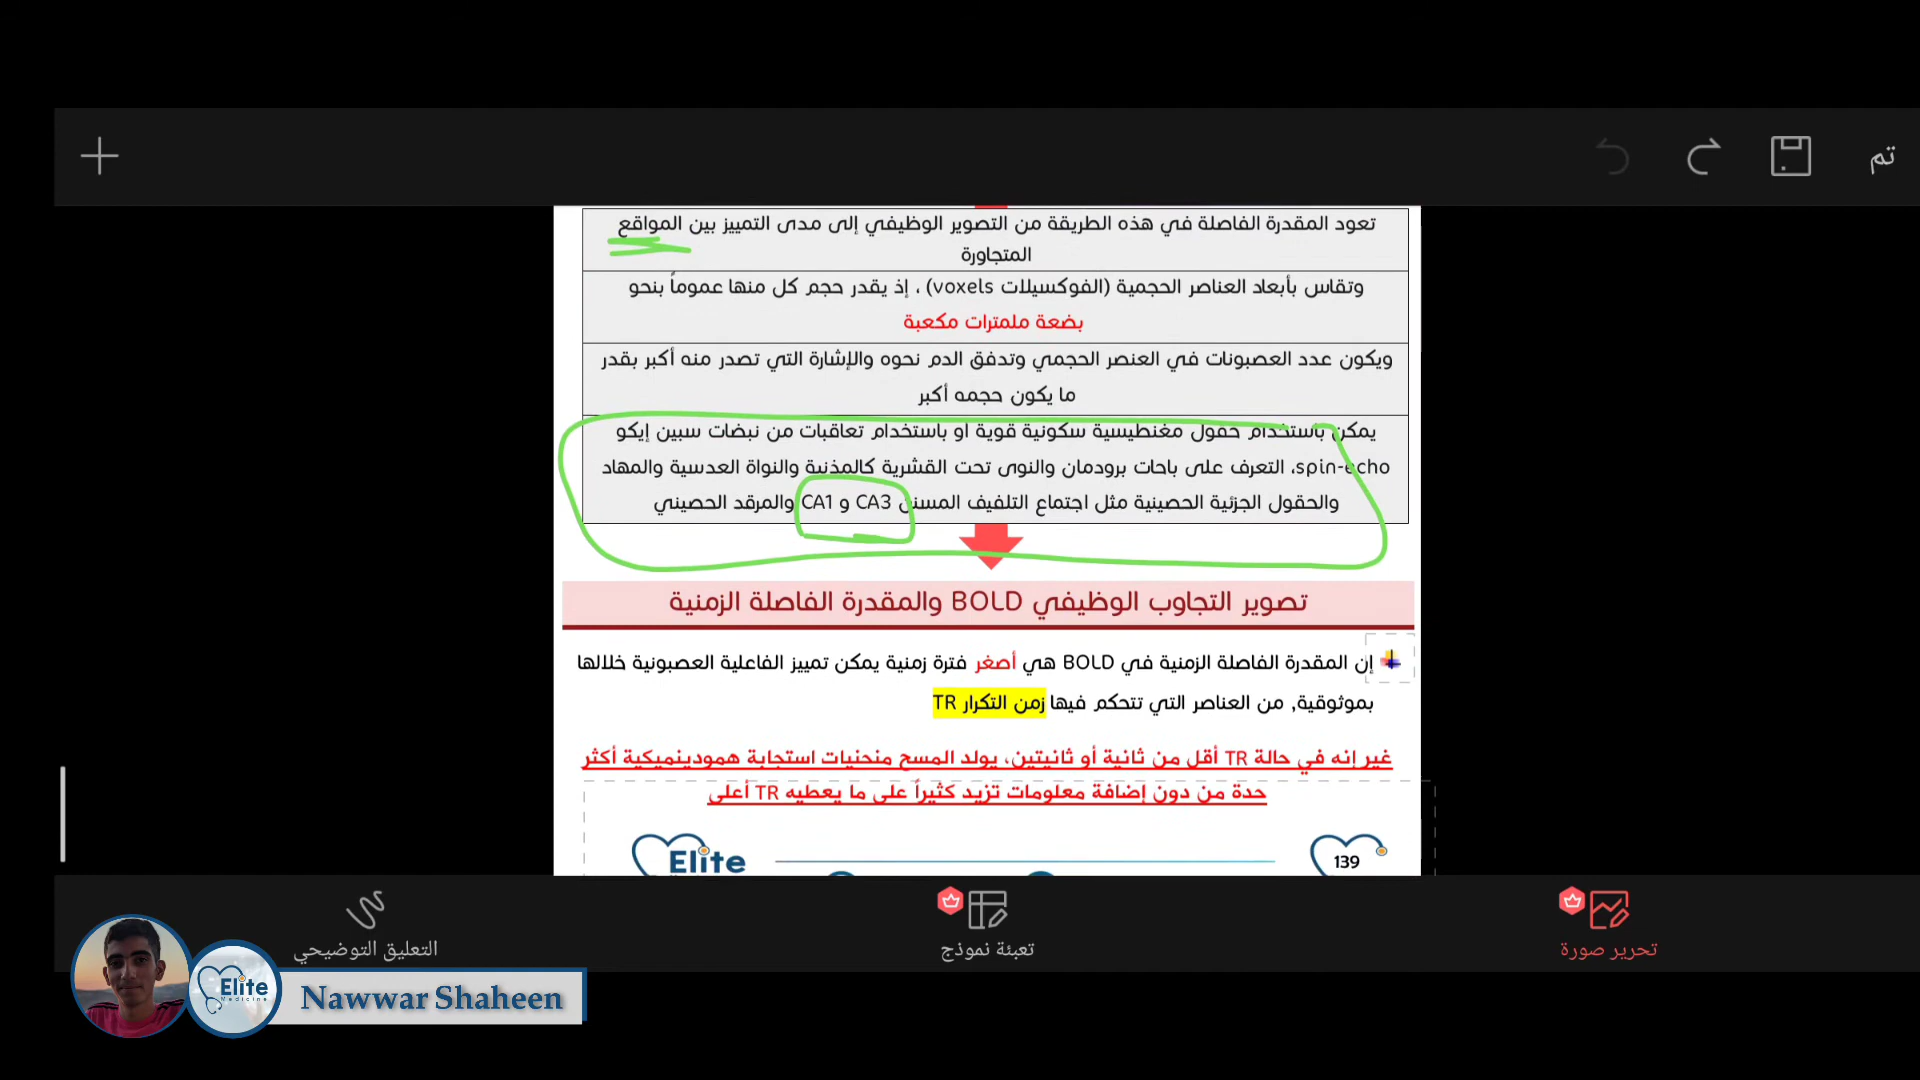 تم
تعود المقدرة الفاصلة في هذه الطريقة من التصوير الوظيفي إلى مدى التمييز بين المواقع
المتجاورة
وتقاس بأبعاد العناصر الحجمية (الفوكسيلات voxels) ، إذ يقدر حجم كل منها عموماً بنحو
بضعة ملمترات مكعبة
ويكون عدد العصبونات في العنصر الحجمي وتدفق الدم نحوه والإشارة التي تصدر منه أكبر بقدر
ما يكون حجمه أكبر
يمكن باستخدام حقول مغنطيسية سكونية قوية او باستخدام تعاقبات من نبضات سبين إيكو
spin-echo، التعرف على باحات برودمان والنوى تحت القشرية كالمذنبة والنواة العدسية والمهاد
والحقول الجزئية الحصينية مثل اجتماع التلفيف المسنن CA3 و CA1 والمرقد الحصيني
تصوير التجاوب الوظيفي BOLD والمقدرة الفاصلة الزمنية
إن المقدرة الفاصلة الزمنية في BOLD هي أصغر فترة زمنية يمكن تمييز الفاعلية العصبونية خلالها
بموثوقية, من العناصر التي تتحكم فيها زمن التكرار TR
غير إنه في حالة TR أقل من ثانية أو ثانيتين، يولد المسح منحنيات استجابة همودينميكية أكثر
حدة من دون إضافة معلومات تزيد كثيراً على ما يعطيه TR أعلى
Elite
139
التعليق التوضيحي
تعبئة نموذج
تحرير صورة
Elite
Medicine
Nawwar Shaheen